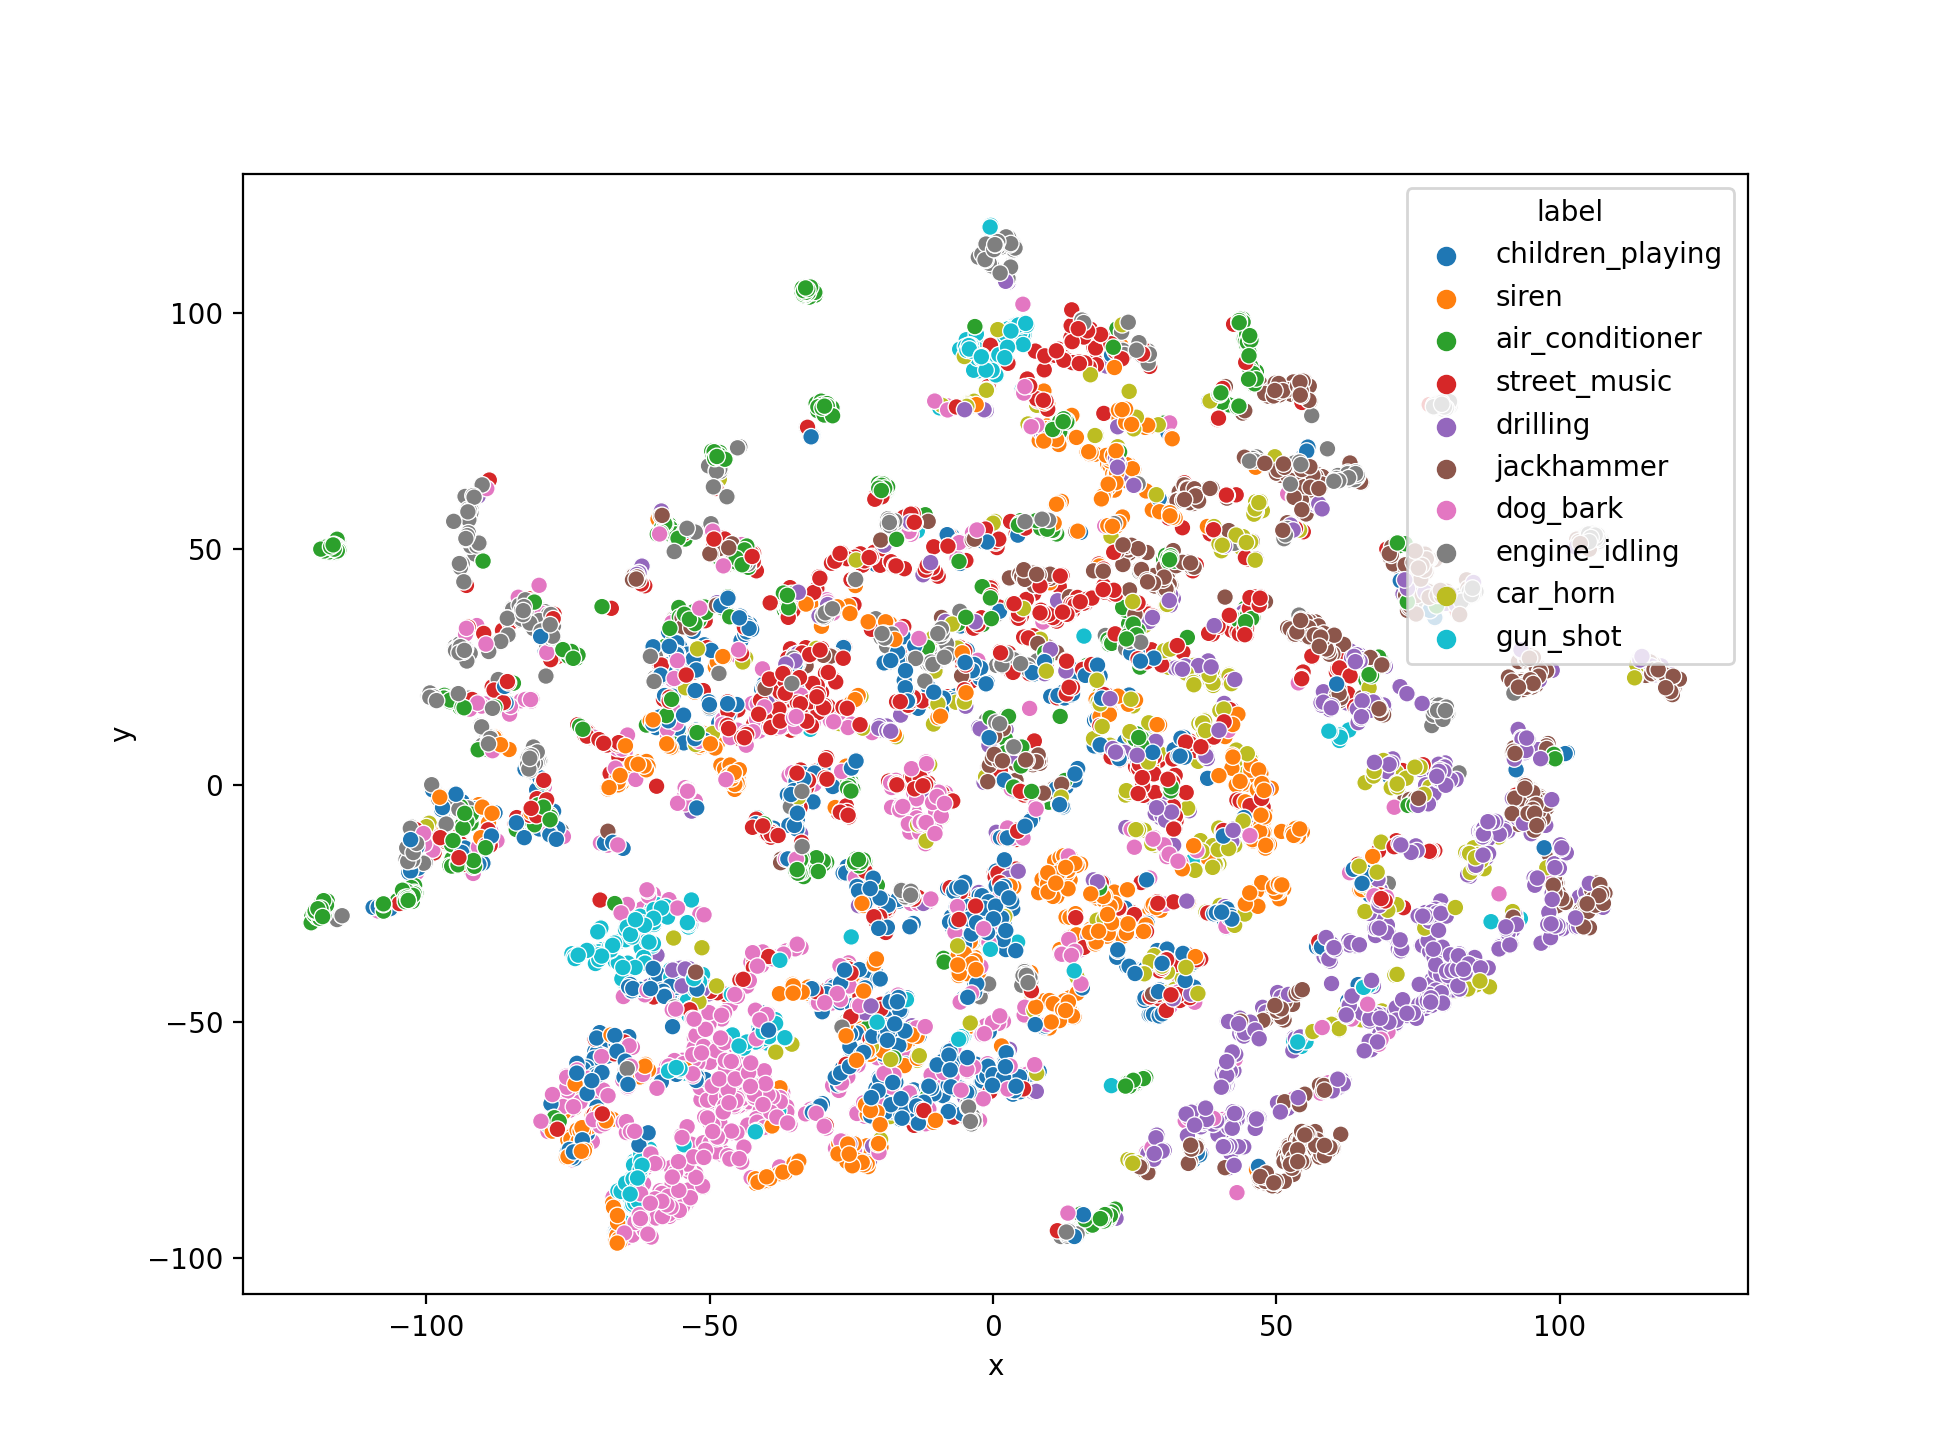 label
children_playing
siren
air_conditioner
street_music
drilling
jackhammer
dog_bark
engine_idling
car_horn
gun_shot
100
50
0
−50
−100
y
−100 −50 0 50 100
x